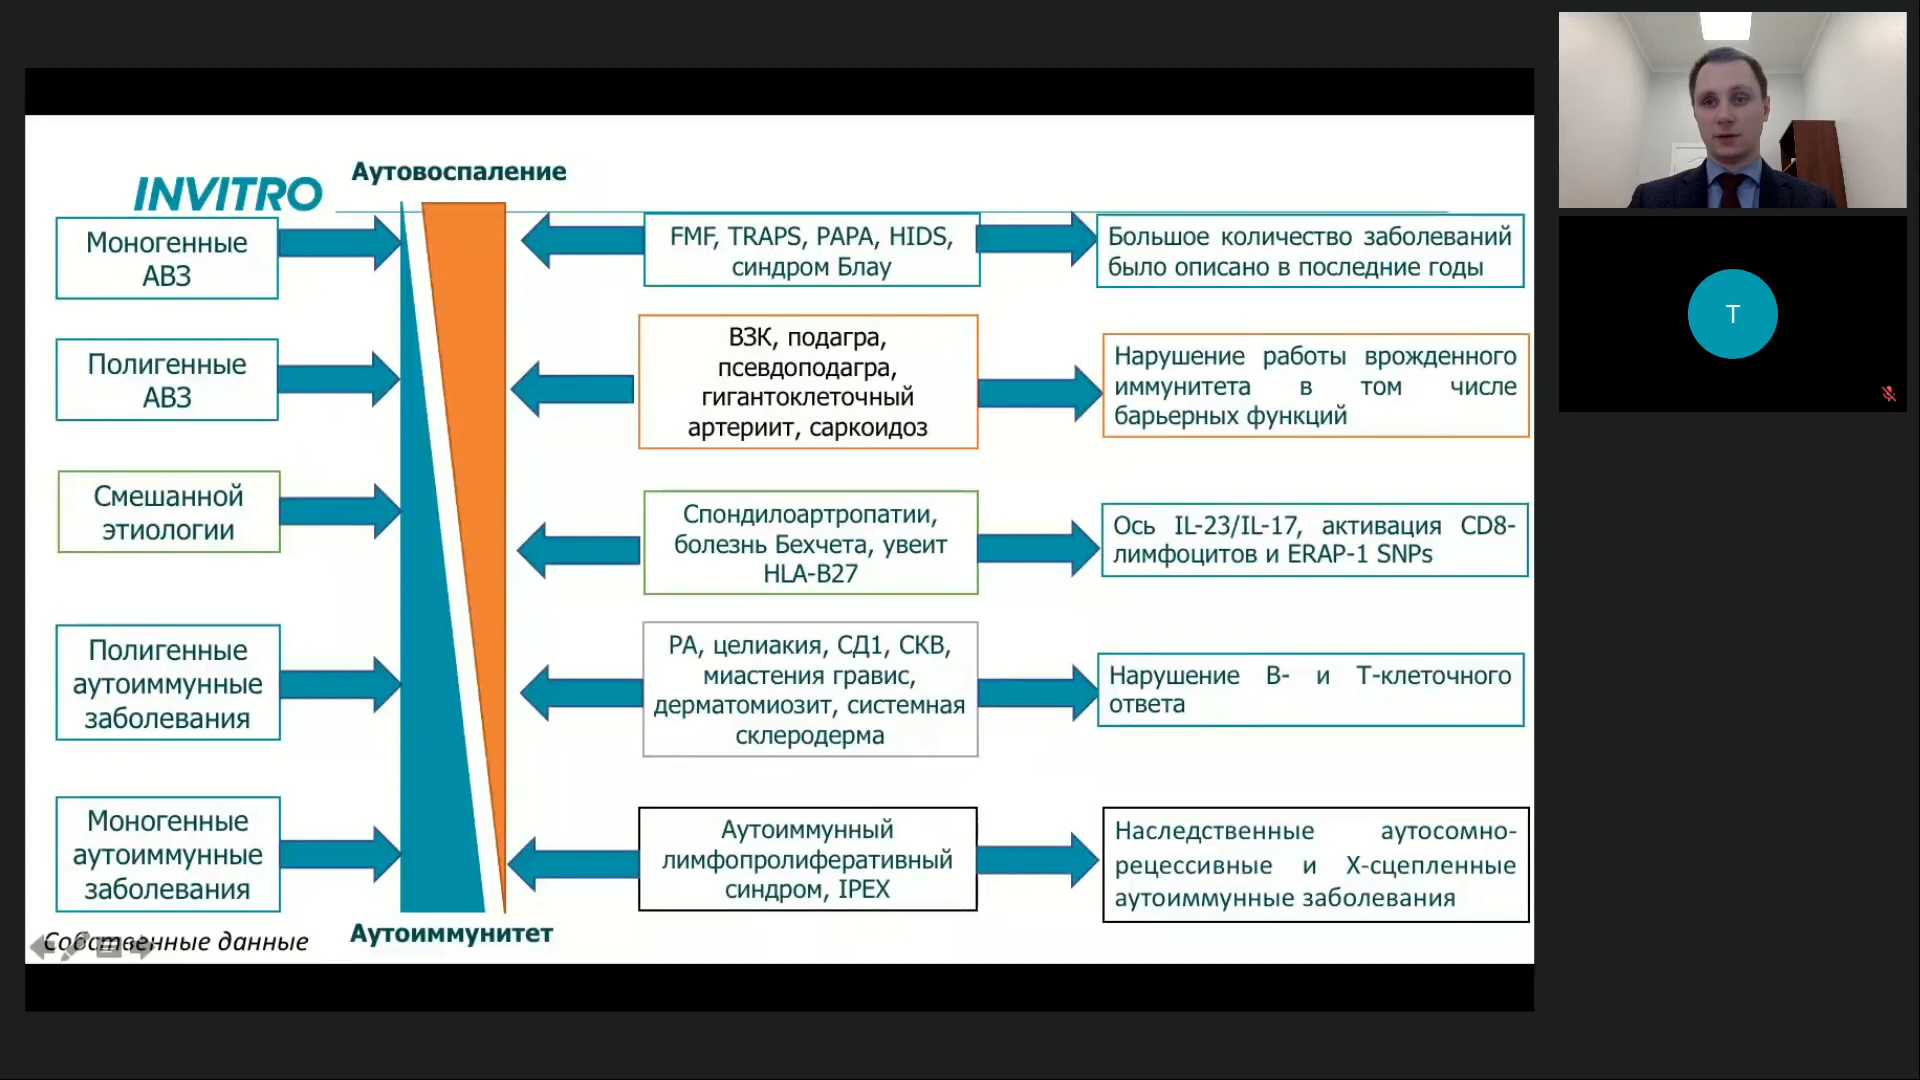 INVITRO
Аутовоспаление
Моногенные
АВЗ
FMF, TRAPS, PAPA, HIDS,
синдром Блау
Большое количество заболеваний
было описано в последние годы
Полигенные
АВЗ
ВЗК, подагра,
псевдоподагра,
гигантоклеточный
артериит, саркоидоз
Нарушение работы врожденного
иммунитета в том числе
барьерных функций
Смешанной
этиологии
Спондилоартропатии,
болезнь Бехчета, увеит
HLA-B27
Ось IL-23/IL-17, активация CD8-
лимфоцитов и ERAP-1 SNPs
Полигенные
аутоиммунные
заболевания
РА, целиакия, СД1, СКВ,
миастения гравис,
дерматомиозит, системная
склеродерма
Нарушение В- и Т-клеточного
ответа
Моногенные
аутоиммунные
заболевания
Аутоиммунный
лимфопролиферативный
синдром, IPEX
Наследственные аутосомно-
рецессивные и Х-сцепленные
аутоиммунные заболевания
Собственные данные
Аутоиммунитет
Т